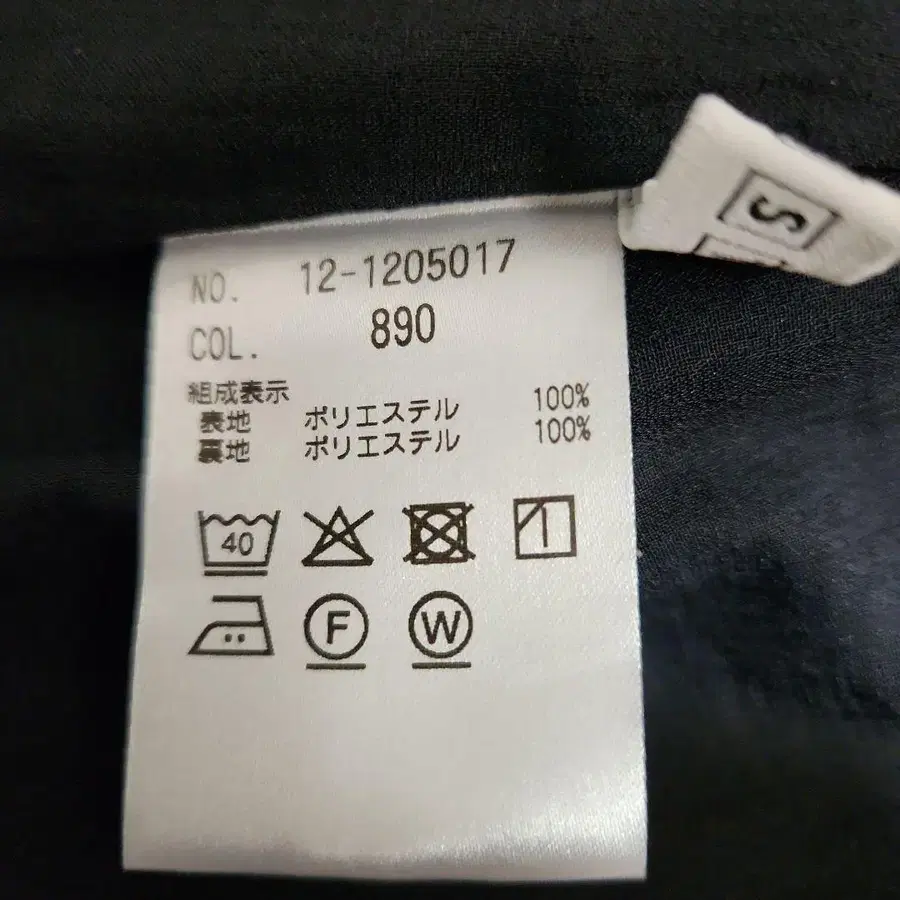 S
NO. 12-1205017
COL. 890
組成表示
表地 ポリエステル 100%
裏地 ポリエステル 100%
40
F W